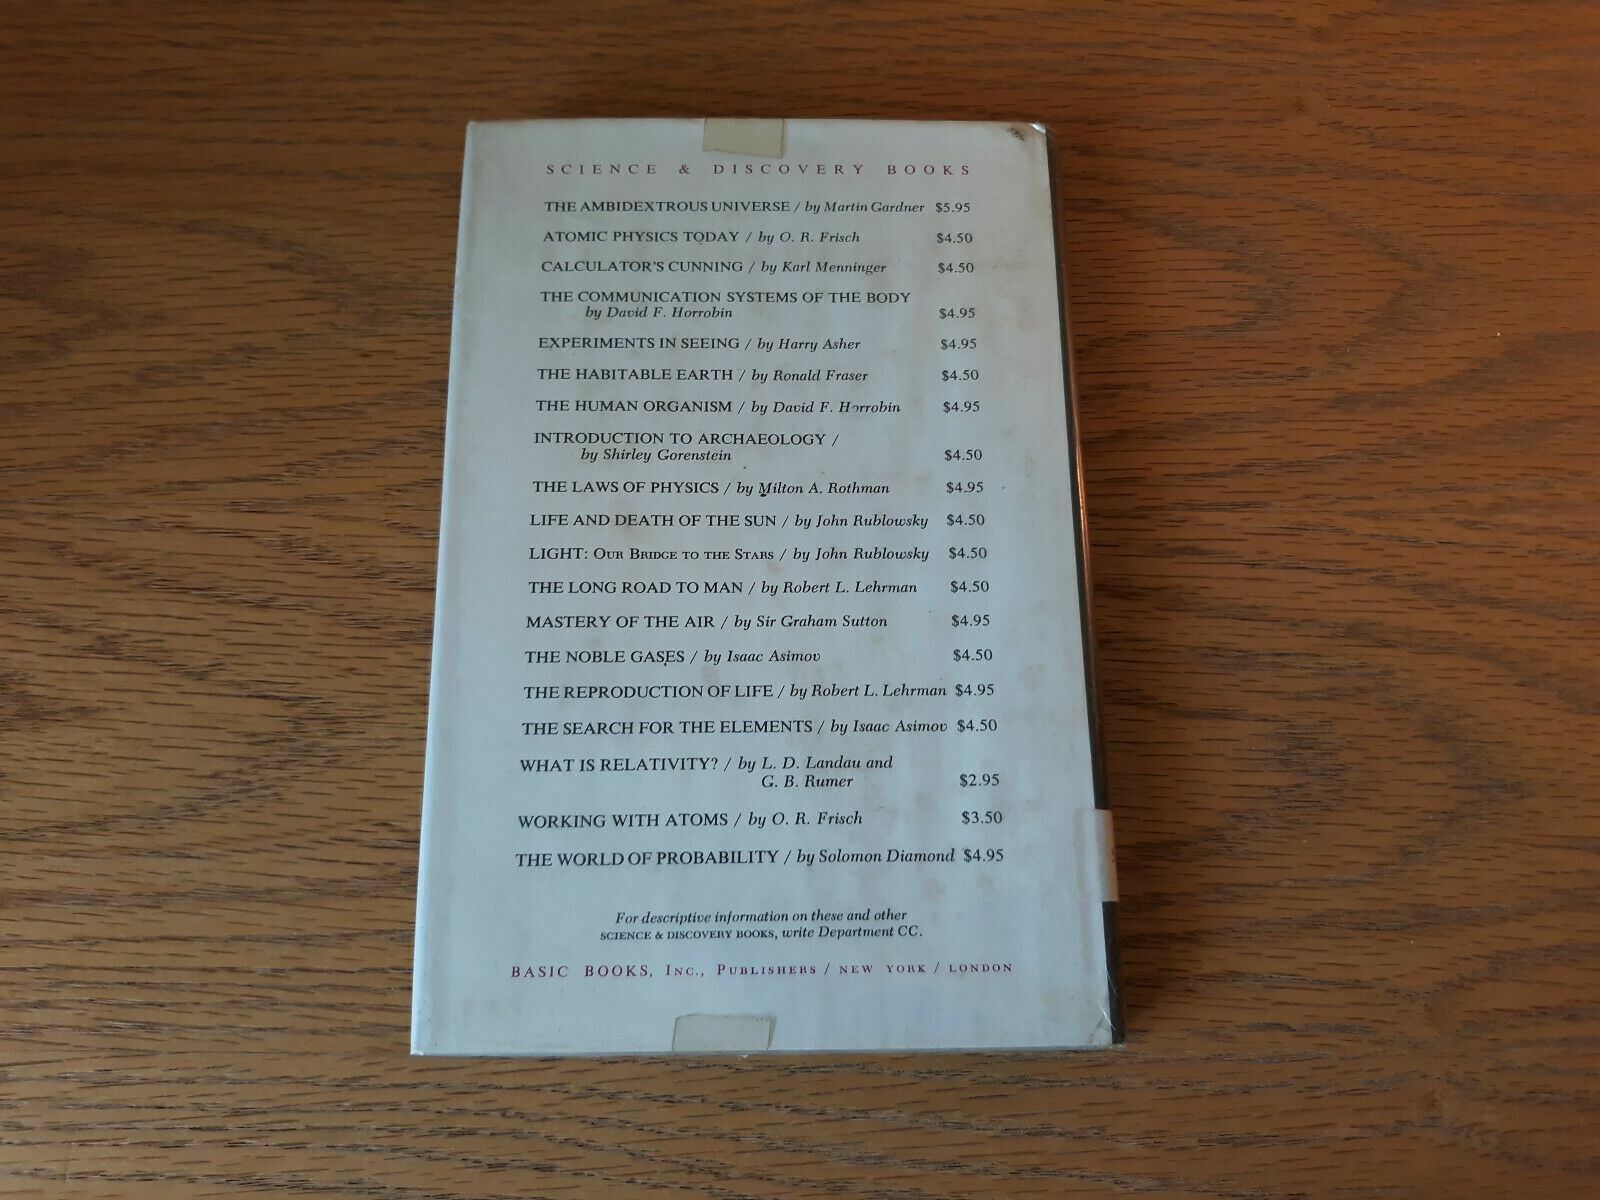 SCIENCE & DISCOVERY BOOKS
THE AMBIDEXTROUS UNIVERSE / by Martin Gardner $5.95
ATOMIC PHYSICS TODAY / by O. R. Frisch $4.50
CALCULATOR'S CUNNING / by Karl Menninger $4.50
THE COMMUNICATION SYSTEMS OF THE BODY
by David F. Horrobin $4.95
EXPERIMENTS IN SEEING / by Harry Asher $4.95
THE HABITABLE EARTH / by Ronald Fraser $4.50
THE HUMAN ORGANISM / by David F. Horrobin $4.95
INTRODUCTION TO ARCHAEOLOGY /
by Shirley Gorenstein $4.50
THE LAWS OF PHYSICS / by Milton A. Rothman $4.95
LIFE AND DEATH OF THE SUN / by John Rublowsky $4.50
LIGHT: OUR BRIDGE TO THE STARS / by John Rublowsky $4.50
THE LONG ROAD TO MAN / by Robert L. Lehrman $4.50
MASTERY OF THE AIR / by Sir Graham Sutton $4.95
THE NOBLE GASES / by Isaac Asimov $4.50
THE REPRODUCTION OF LIFE / by Robert L. Lehrman $4.95
THE SEARCH FOR THE ELEMENTS / by Isaac Asimov $4.50
WHAT IS RELATIVITY? / by L. D. Landau and
G. B. Rumer $2.95
WORKING WITH ATOMS / by O. R. Frisch $3.50
THE WORLD OF PROBABILITY / by Solomon Diamond $4.95
For descriptive information on these and other
SCIENCE & DISCOVERY BOOKS, write Department CC.
BASIC BOOKS, INC., PUBLISHERS / NEW YORK / LONDON